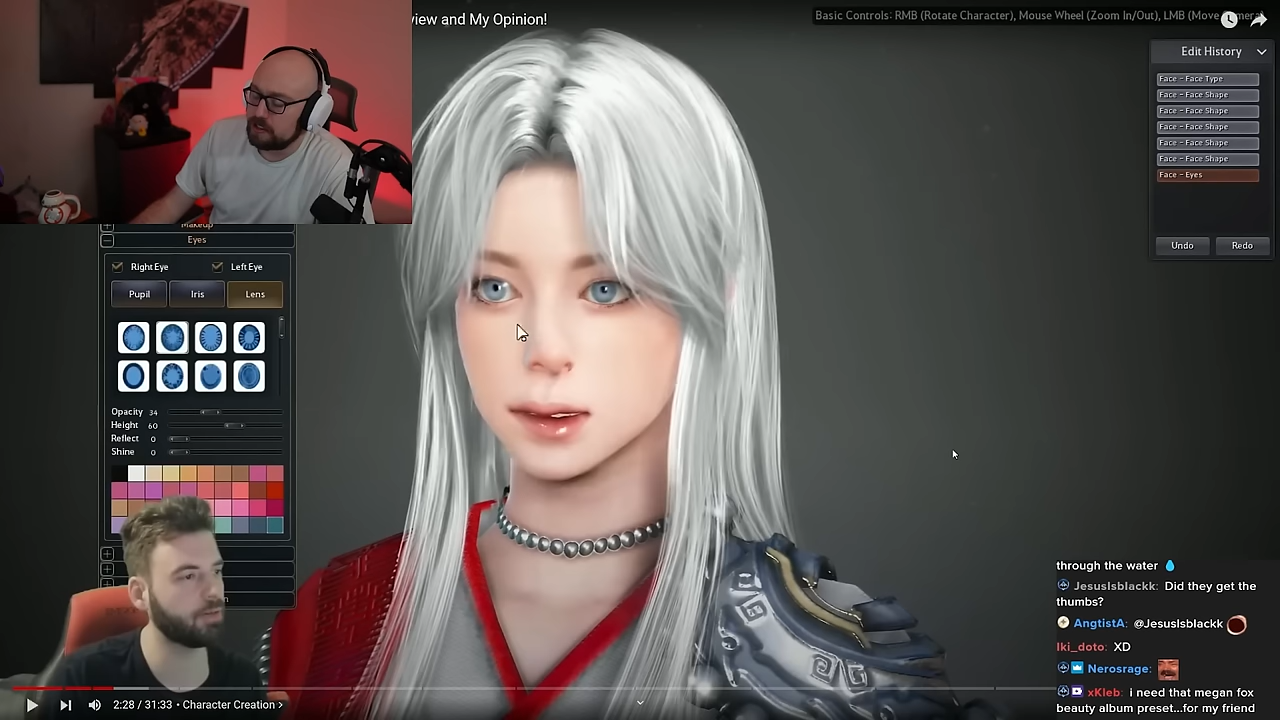 view and My Opinion!
Basic Controls: RMB (Rotate Character), Mouse Wheel (Zoom In/Out), LMB (Move Camera)
Edit History
Face - Face Type
Face - Face Shape
Face - Face Shape
Face - Face Shape
Face - Face Shape
Face - Face Shape
Face - Eyes
Undo
Redo
Makeup
Eyes
Right Eye
Left Eye
Pupil
Iris
Lens
Opacity 34
Height 60
Reflect 0
Shine 0
through the water
JesusIsblackk: Did they get the
thumbs?
AngtistA: @JesusIsblackk
Iki_doto: XD
Nerosrage:
xKleb: i need that megan fox
beauty album preset...for my friend
2:28 / 31:33 • Character Creation